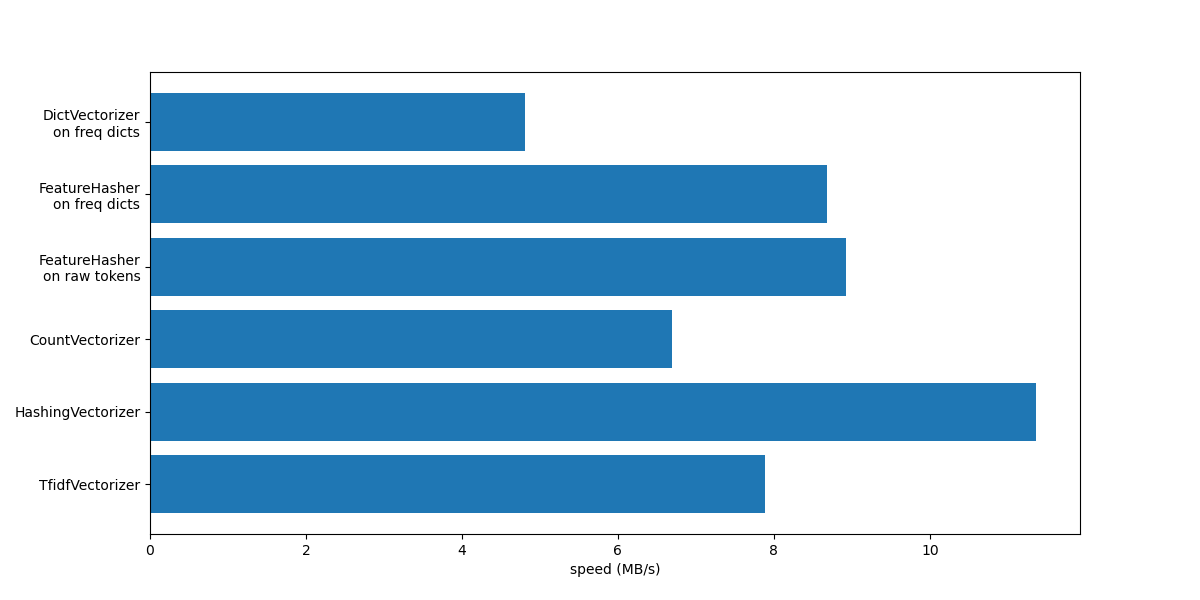 DictVectorizer
on freq dicts
FeatureHasher
on freq dicts
FeatureHasher
on raw tokens
CountVectorizer
HashingVectorizer
TfidfVectorizer
0 2 4 6 8 10
speed (MB/s)